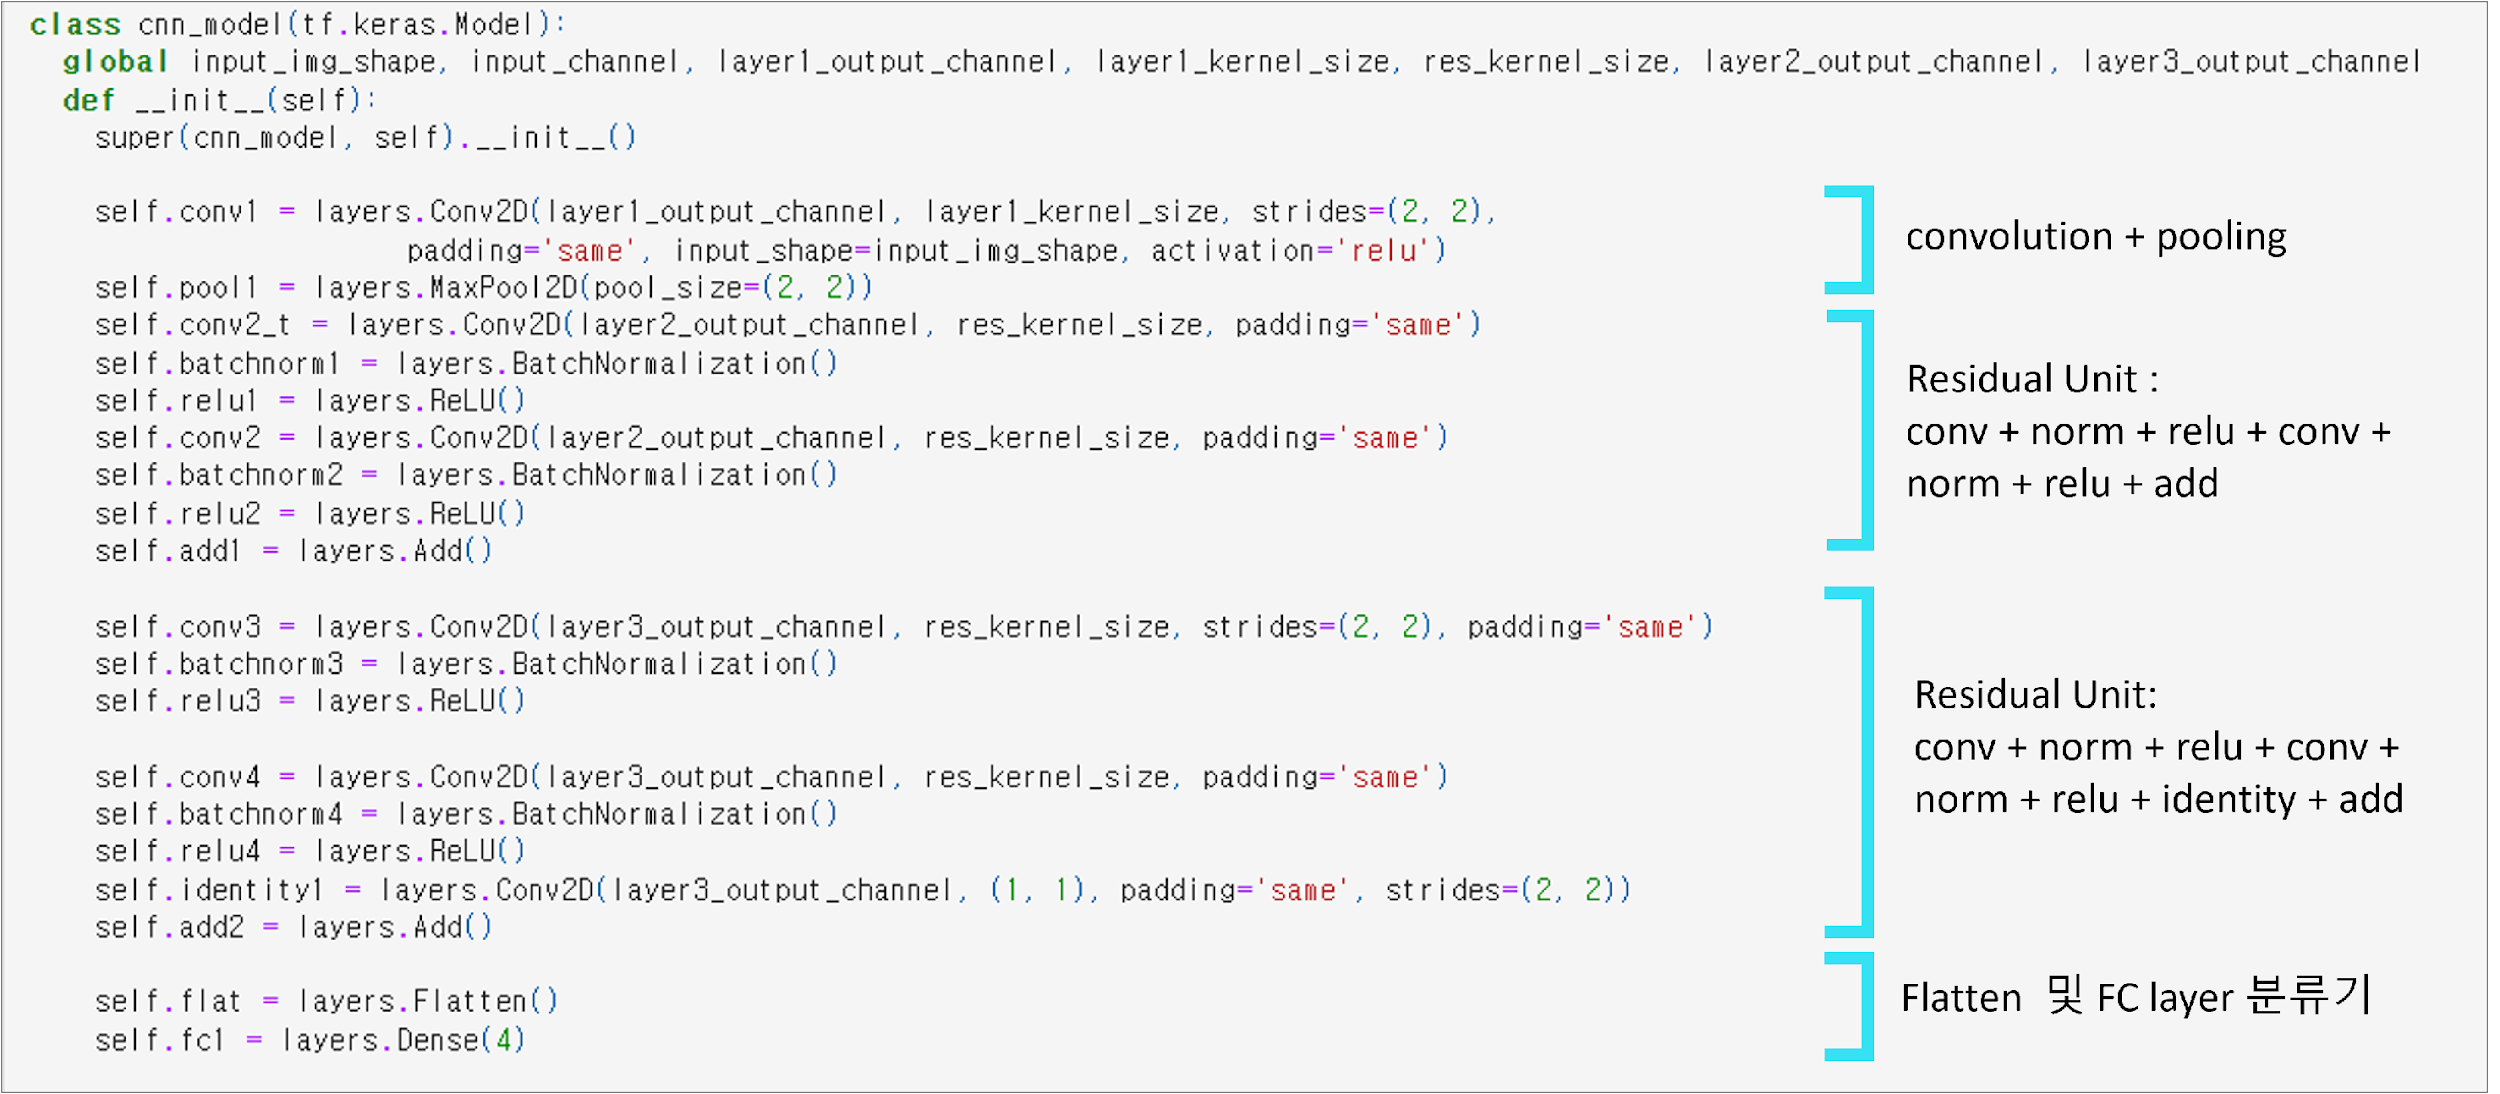 class cnn_model(tf.keras.Model):
global input_img_shape, input_channel, layer1_output_channel, layer1_kernel_size, res_kernel_size, layer2_output_channel, layer3_output_channel
def __init__(self):
super(cnn_model, self).__init__()
self.conv1 = layers.Conv2D(layer1_output_channel, layer1_kernel_size, strides=(2, 2),
padding='same', input_shape=input_img_shape, activation='relu')
self.pool1 = layers.MaxPool2D(pool_size=(2, 2))
convolution + pooling
self.conv2_t = layers.Conv2D(layer2_output_channel, res_kernel_size, padding='same')
self.batchnorm1 = layers.BatchNormalization()
self.relu1 = layers.ReLU()
self.conv2 = layers.Conv2D(layer2_output_channel, res_kernel_size, padding='same')
self.batchnorm2 = layers.BatchNormalization()
self.relu2 = layers.ReLU()
self.add1 = layers.Add()
Residual Unit :
conv + norm + relu + conv +
norm + relu + add
self.conv3 = layers.Conv2D(layer3_output_channel, res_kernel_size, strides=(2, 2), padding='same')
self.batchnorm3 = layers.BatchNormalization()
self.relu3 = layers.ReLU()
self.conv4 = layers.Conv2D(layer3_output_channel, res_kernel_size, padding='same')
self.batchnorm4 = layers.BatchNormalization()
self.relu4 = layers.ReLU()
self.identity1 = layers.Conv2D(layer3_output_channel, (1, 1), padding='same', strides=(2, 2))
self.add2 = layers.Add()
Residual Unit:
conv + norm + relu + conv +
norm + relu + identity + add
self.flat = layers.Flatten()
self.fc1 = layers.Dense(4)
Flatten 및 FC layer 분류기